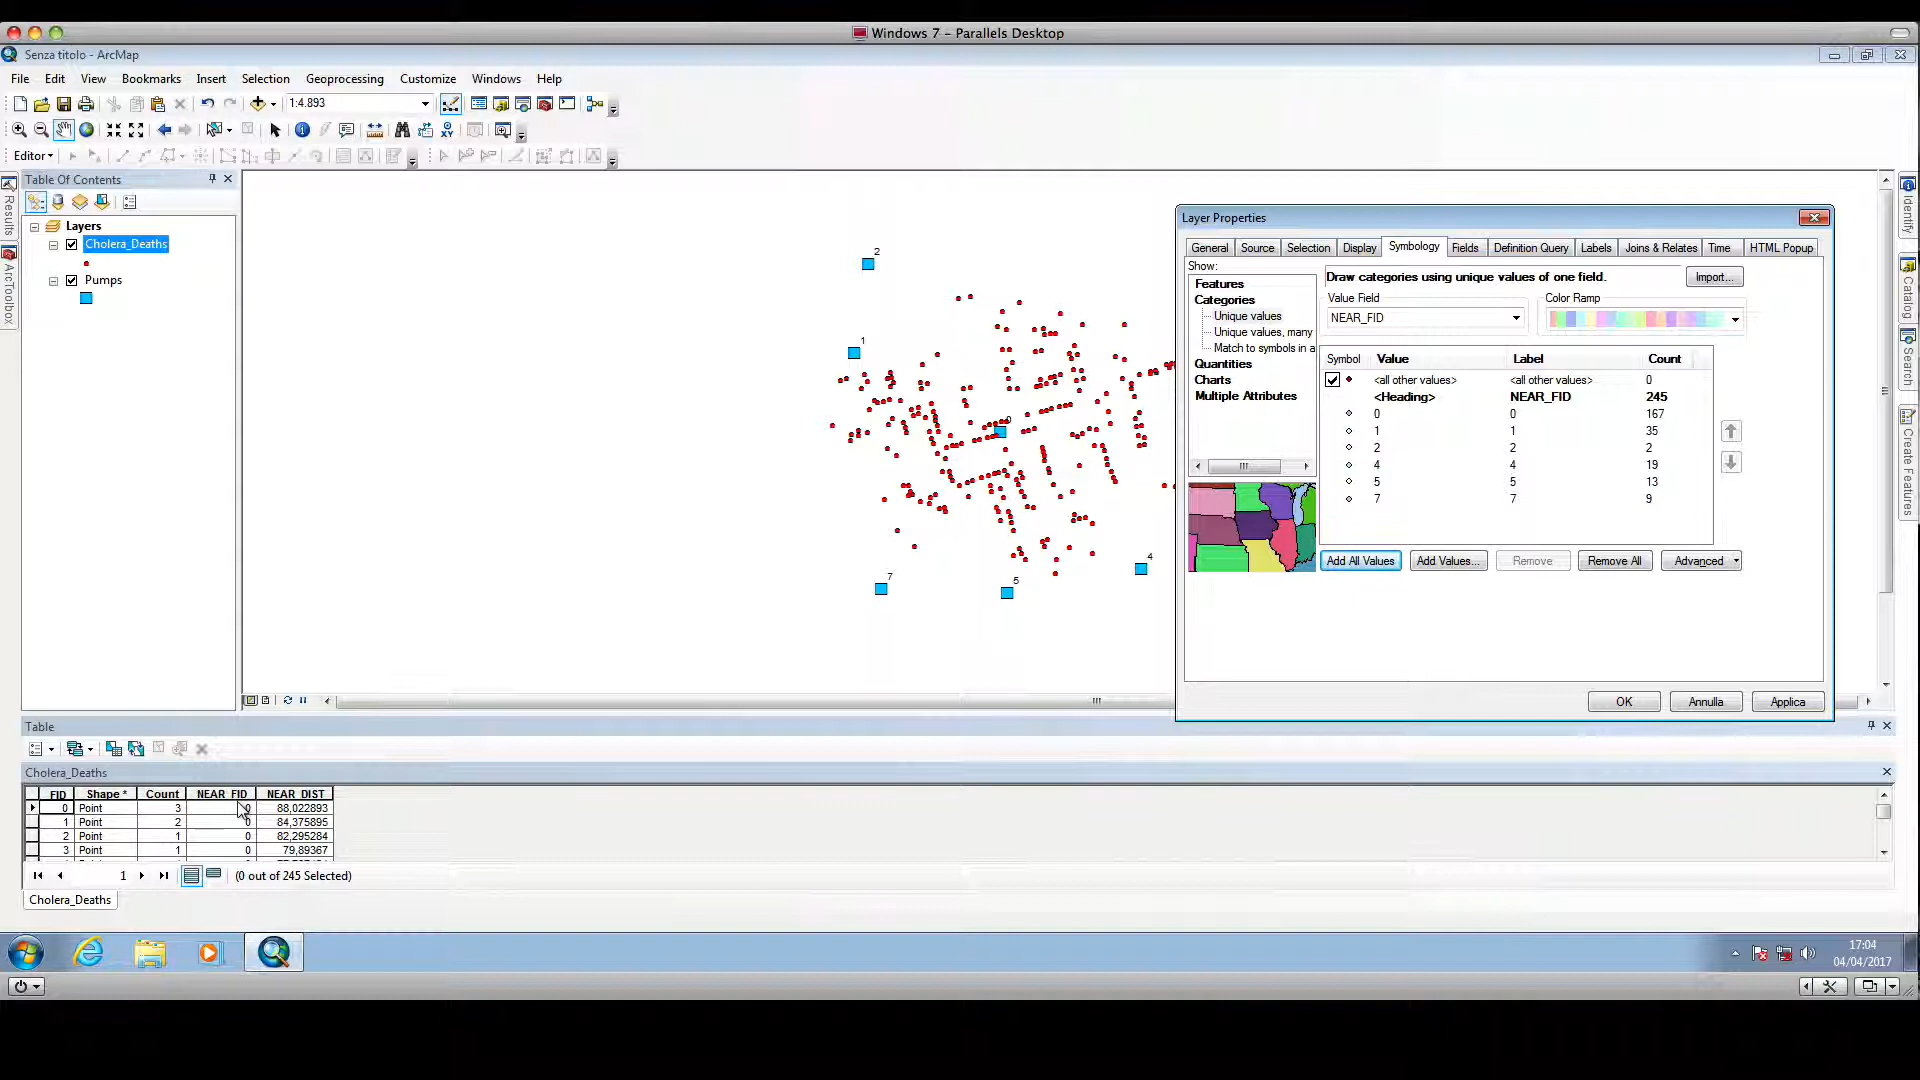 Windows 7 - Parallels Desktop
Senza titolo - ArcMap
File Edit View Bookmarks Insert Selection Geoprocessing Customize Windows Help
1:4.893
Editor
Table Of Contents
Layers
Cholera_Deaths
Pumps
Results
ArcToolbox
2
1
0
7
5
4
Layer Properties
General Source Selection Display Symbology Fields Definition Query Labels Joins & Relates Time HTML Popup
Show:
Features
Categories
Unique values
Unique values, many
Match to symbols in a
Quantities
Charts
Multiple Attributes
Draw categories using unique values of one field.
Import...
Value Field
NEAR_FID
Color Ramp
Symbol Value Label Count
<all other values> <all other values> 0
<Heading> NEAR_FID 245
0 0 167
1 1 35
2 2 2
4 4 19
5 5 13
7 7 9
Add All Values Add Values... Remove Remove All Advanced
OK Annulla Applica
Identify
Catalog
Search
Create Features
Table
Cholera_Deaths
FID Shape * Count NEAR_FID NEAR_DIST
0 Point 3 0 88,022893
1 Point 2 0 84,375895
2 Point 1 0 82,295284
3 Point 1 0 79,89367
1
(0 out of 245 Selected)
Cholera_Deaths
17:04
04/04/2017